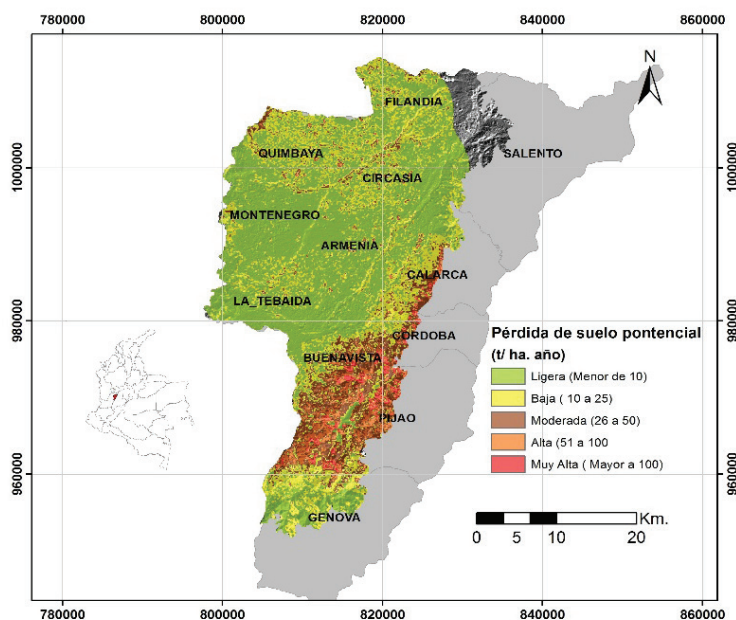 780000 800000 820000 840000 860000
N
FILANDIA
QUIMBAYA
SALENTO
CIRCASIA
MONTENEGRO
ARMENIA
CALARCA
LA_TEBAIDA
CORDOBA
BUENAVISTA
PIJAO
GENOVA
1000000
980000
960000
1000000
980000
960000
Pérdida de suelo pontencial
(t/ ha. año)
Ligera (Menor de 10)
Baja ( 10 a 25)
Moderada (26 a 50)
Alta (51 a 100
Muy Alta ( Mayor a 100)
Km.
0 5 10 20
780000 800000 820000 840000 860000